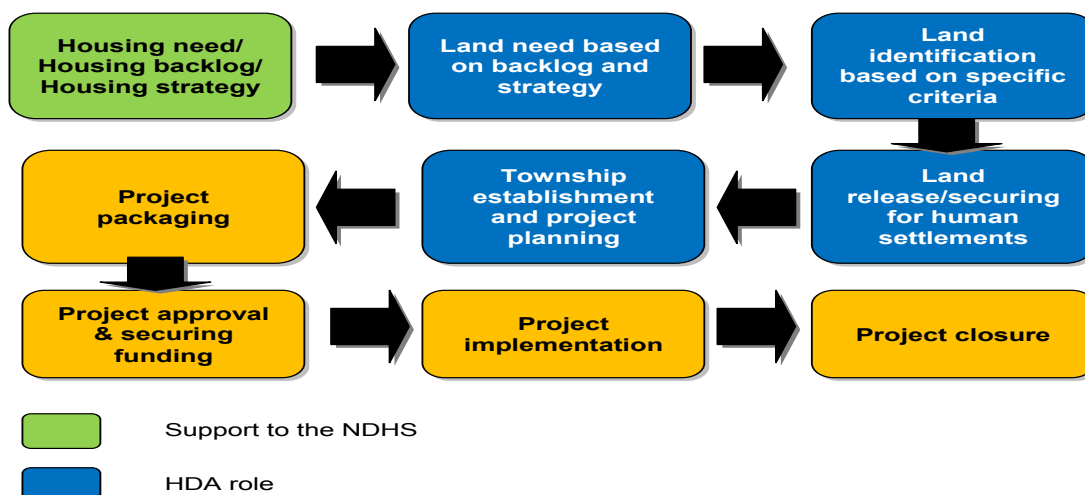 Housing need/
Housing backlog/
Housing strategy
Land need based
on backlog and
strategy
Land
identification
based on specific
criteria
Land
release/securing
for human
settlements
Township
establishment
and project
planning
Project
packaging
Project approval
& securing
funding
Project
implementation
Project closure
Support to the NDHS
HDA role